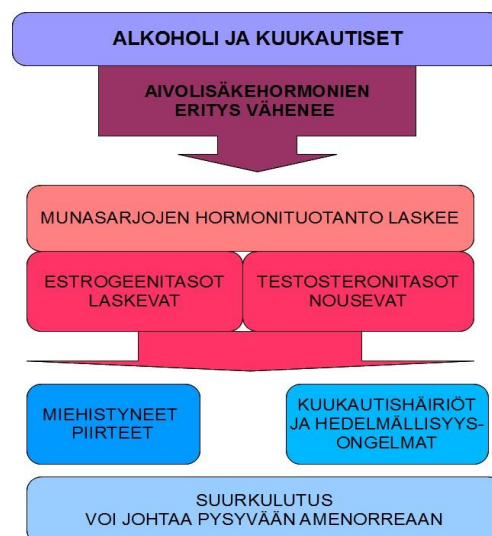 ALKOHOLI JA KUUKAUTISET
AIVOLISÄKEHORMONIEN
ERITYS VÄHENEE
MUNASARJOJEN HORMONITUOTANTO LASKEE
ESTROGEENITASOT
LASKEVAT
TESTOSTERONITASOT
NOUSEVAT
MIEHISTYNEET
PIIRTEET
KUUKAUTISHÄIRIÖT
JA HEDELMÄLLISYYS-
ONGELMAT
SUURKULUTUS
VOI JOHTAA PYSYVÄÄN AMENORREAAN